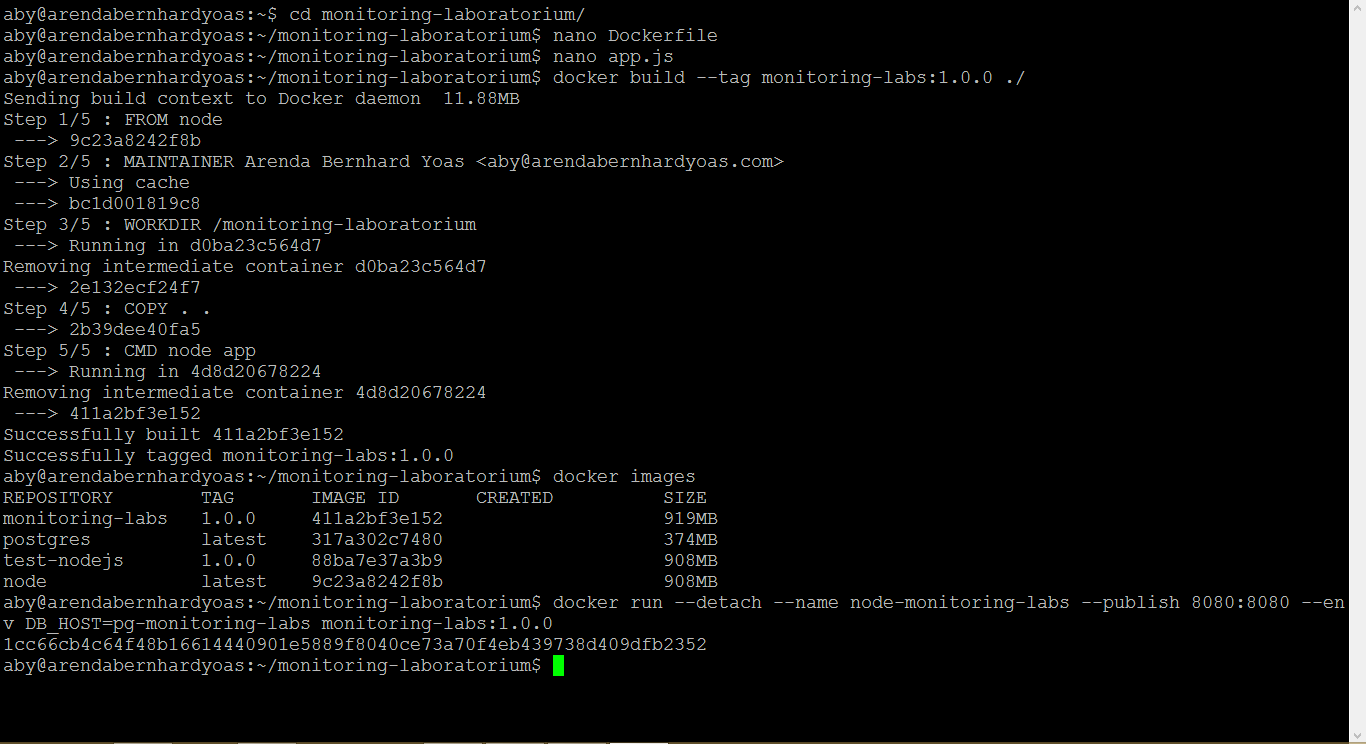 aby@arendabernhardyoas:~$ cd monitoring-laboratorium/
aby@arendabernhardyoas:~/monitoring-laboratorium$ nano Dockerfile
aby@arendabernhardyoas:~/monitoring-laboratorium$ nano app.js
aby@arendabernhardyoas:~/monitoring-laboratorium$ docker build --tag monitoring-labs:1.0.0 ./
Sending build context to Docker daemon  11.88MB
Step 1/5 : FROM node
 ---> 9c23a8242f8b
Step 2/5 : MAINTAINER Arenda Bernhard Yoas <aby@arendabernhardyoas.com>
 ---> Using cache
 ---> bc1d001819c8
Step 3/5 : WORKDIR /monitoring-laboratorium
 ---> Running in d0ba23c564d7
Removing intermediate container d0ba23c564d7
 ---> 2e132ecf24f7
Step 4/5 : COPY . .
 ---> 2b39dee40fa5
Step 5/5 : CMD node app
 ---> Running in 4d8d20678224
Removing intermediate container 4d8d20678224
 ---> 411a2bf3e152
Successfully built 411a2bf3e152
Successfully tagged monitoring-labs:1.0.0
aby@arendabernhardyoas:~/monitoring-laboratorium$ docker images
REPOSITORY        TAG       IMAGE ID       CREATED          SIZE
monitoring-labs   1.0.0     411a2bf3e152                    919MB
postgres          latest    317a302c7480                    374MB
test-nodejs       1.0.0     88ba7e37a3b9                    908MB
node              latest    9c23a8242f8b                    908MB
aby@arendabernhardyoas:~/monitoring-laboratorium$ docker run --detach --name node-monitoring-labs --publish 8080:8080 --en
v DB_HOST=pg-monitoring-labs monitoring-labs:1.0.0
1cc66cb4c64f48b16614440901e5889f8040ce73a70f4eb439738d409dfb2352
aby@arendabernhardyoas:~/monitoring-laboratorium$